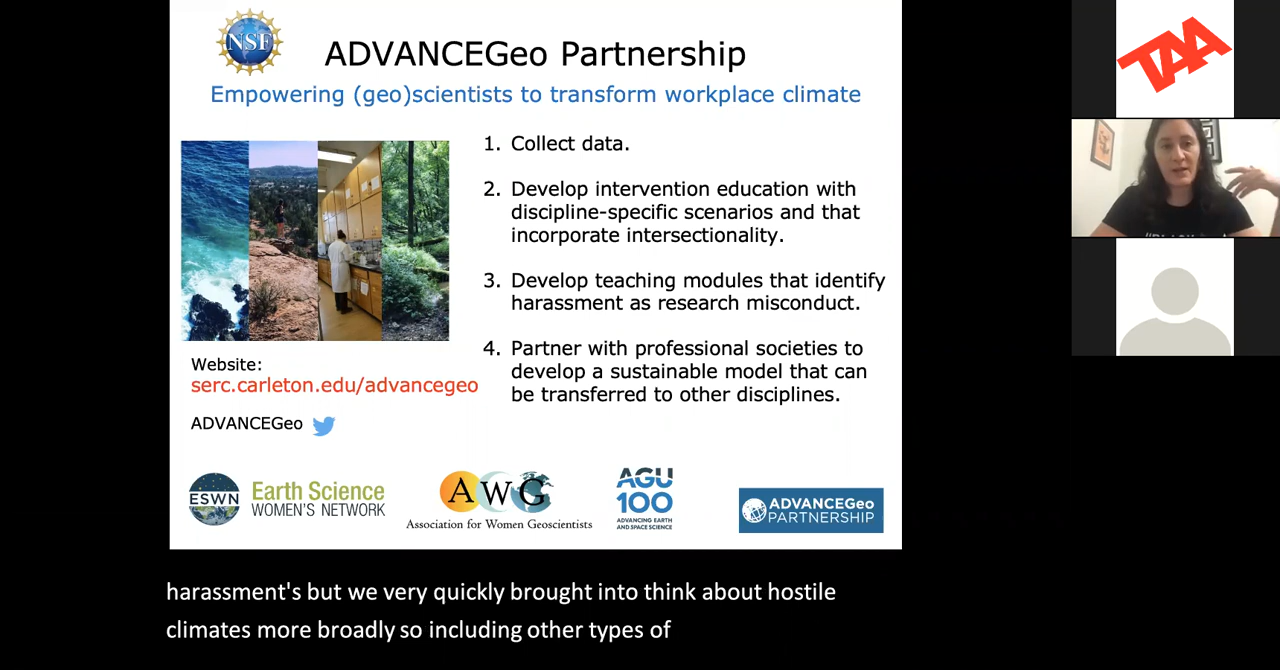 NSF
ADVANCEGeo Partnership
Empowering (geo)scientists to transform workplace climate
1. Collect data.
2. Develop intervention education with
discipline-specific scenarios and that
incorporate intersectionality.
3. Develop teaching modules that identify
harassment as research misconduct.
4. Partner with professional societies to
develop a sustainable model that can
be transferred to other disciplines.
Website:
serc.carleton.edu/advancegeo
ADVANCEGeo
ESWN
Earth Science
WOMEN'S NETWORK
AWG
Association for Women Geoscientists
AGU
100
ADVANCING EARTH
AND SPACE SCIENCE
ADVANCEGeo
PARTNERSHIP
TAA
harassment's but we very quickly brought into think about hostile
climates more broadly so including other types of